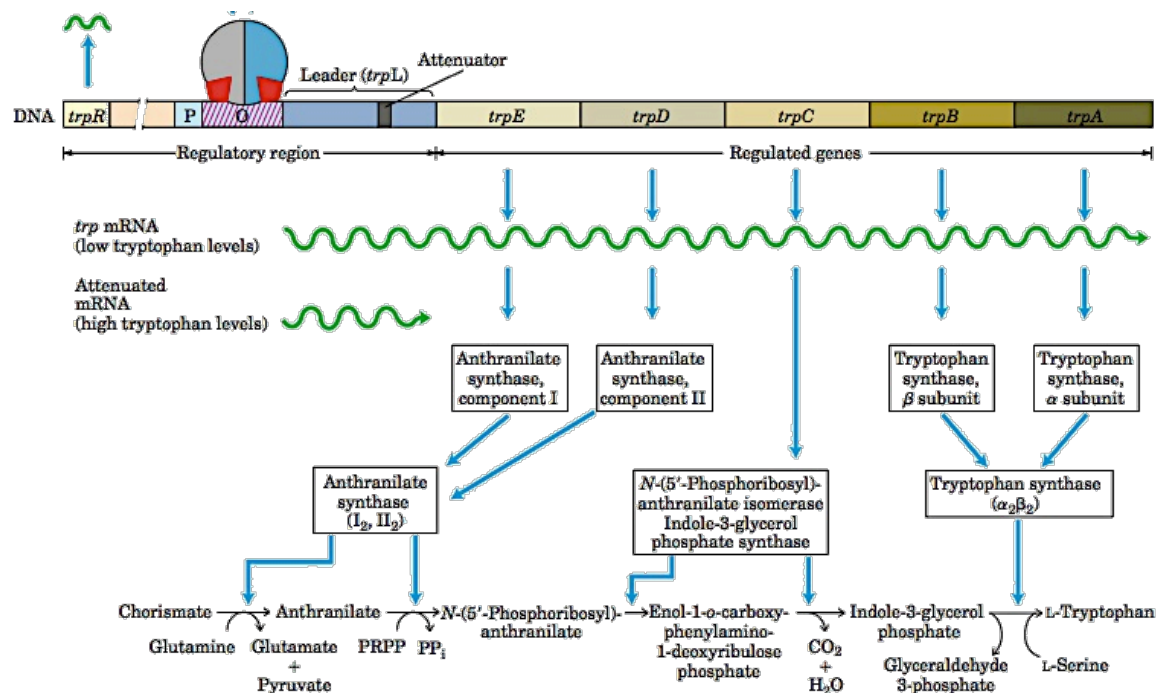 Attenuator
Leader (trpL)
DNA
trpR
P
O
trpE
trpD
trpC
trpB
trpA
Regulatory region
Regulated genes
trp mRNA
(low tryptophan levels)
Attenuated
mRNA
(high tryptophan levels)
Anthranilate
synthase,
component I
Anthranilate
synthase,
component II
Tryptophan
synthase,
β subunit
Tryptophan
synthase,
α subunit
Anthranilate
synthase
(I₂, II₂)
N-(5′-Phosphoribosyl)-
anthranilate isomerase
Indole-3-glycerol
phosphate synthase
Tryptophan synthase
(α₂β₂)
Chorismate
Glutamine
Glutamate
+
Pyruvate
Anthranilate
PRPP
PPᵢ
N-(5′-Phosphoribosyl)-
anthranilate
Enol-1-o-carboxy-
phenylamino-
1-deoxyribulose
phosphate
CO₂
+
H₂O
Indole-3-glycerol
phosphate
Glyceraldehyde
3-phosphate
L-Serine
L-Tryptophan